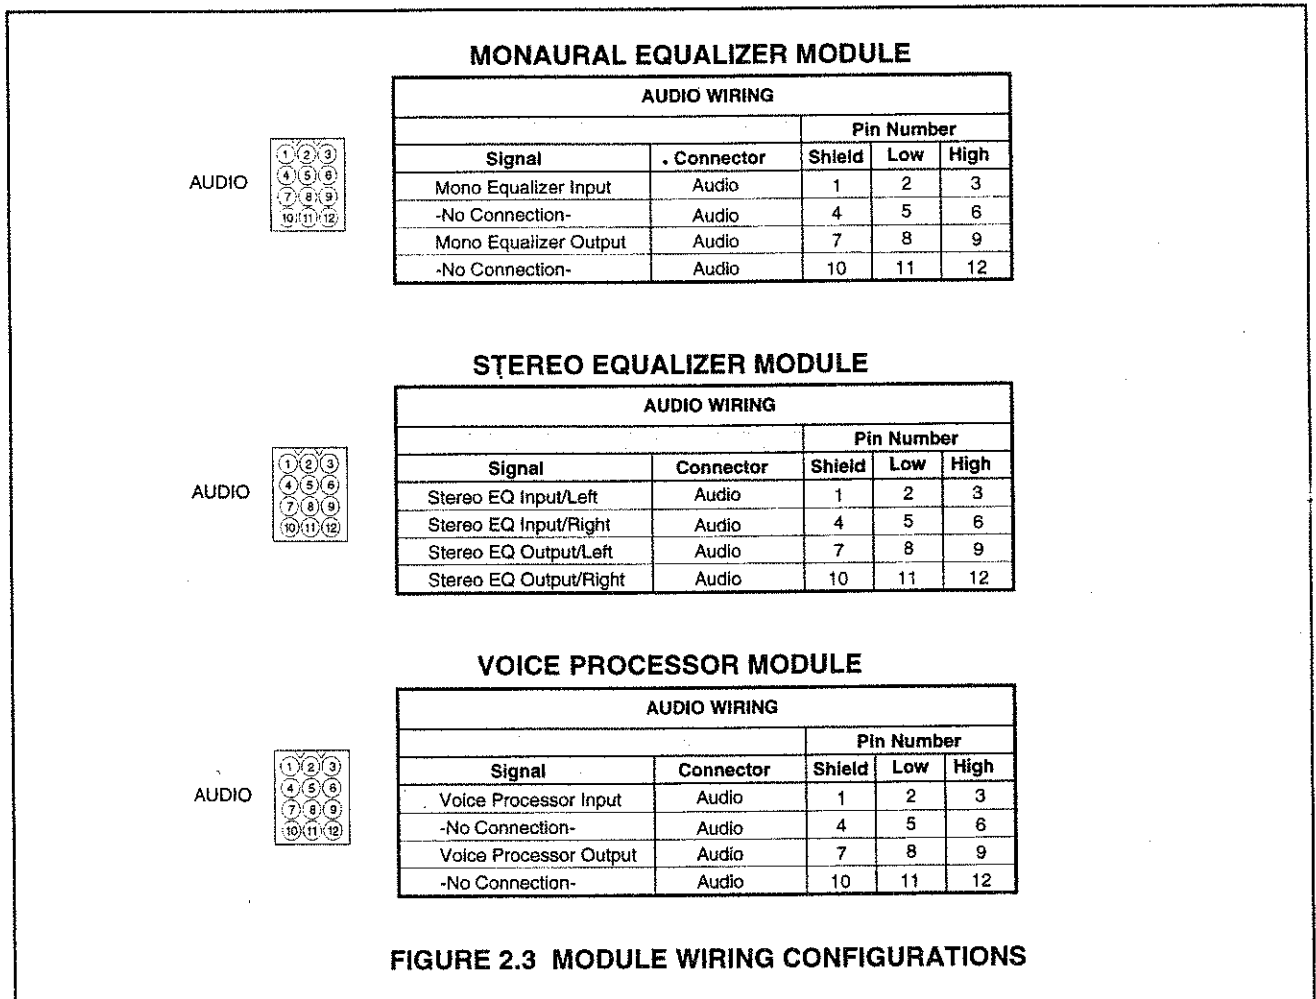 MONAURAL EQUALIZER MODULE
AUDIO WIRING
Pin Number
Signal Connector Shield Low High
Mono Equalizer Input Audio 1 2 3
-No Connection- Audio 4 5 6
Mono Equalizer Output Audio 7 8 9
-No Connection- Audio 10 11 12
AUDIO
1 2 3
4 5 6
7 8 9
10 11 12
STEREO EQUALIZER MODULE
AUDIO WIRING
Pin Number
Signal Connector Shield Low High
Stereo EQ Input/Left Audio 1 2 3
Stereo EQ Input/Right Audio 4 5 6
Stereo EQ Output/Left Audio 7 8 9
Stereo EQ Output/Right Audio 10 11 12
AUDIO
1 2 3
4 5 6
7 8 9
10 11 12
VOICE PROCESSOR MODULE
AUDIO WIRING
Pin Number
Signal Connector Shield Low High
Voice Processor Input Audio 1 2 3
-No Connection- Audio 4 5 6
Voice Processor Output Audio 7 8 9
-No Connection- Audio 10 11 12
AUDIO
1 2 3
4 5 6
7 8 9
10 11 12
FIGURE 2.3 MODULE WIRING CONFIGURATIONS